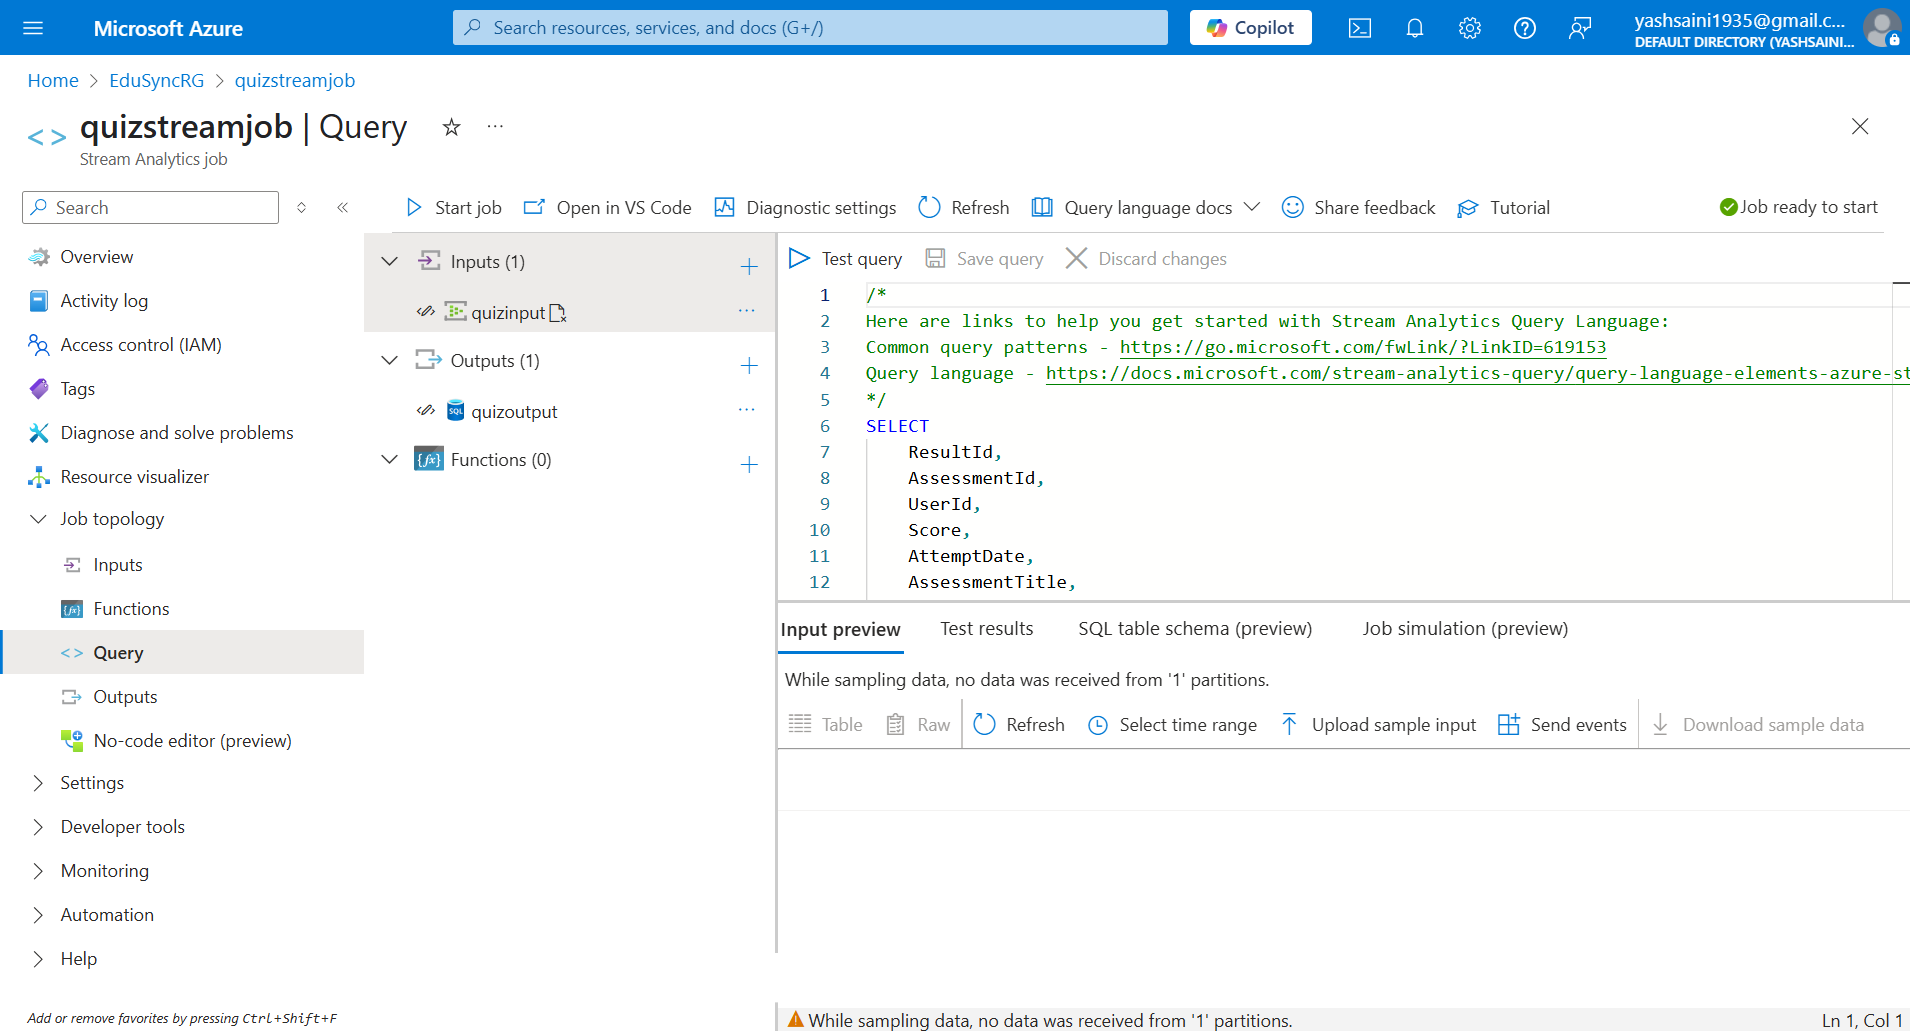 Microsoft Azure
Search resources, services, and docs (G+/)
Copilot
yashsaini1935@gmail.c...
DEFAULT DIRECTORY (YASHSAINI...
Home > EduSyncRG > quizstreamjob
<> quizstreamjob | Query
Stream Analytics job
Search
Start job
Open in VS Code
Diagnostic settings
Refresh
Query language docs
Share feedback
Tutorial
Job ready to start
Overview
Activity log
Access control (IAM)
Tags
Diagnose and solve problems
Resource visualizer
Job topology
Inputs
Functions
<> Query
Outputs
No-code editor (preview)
Settings
Developer tools
Monitoring
Automation
Help
Add or remove favorites by pressing Ctrl+Shift+F
Inputs (1)
quizinput
Outputs (1)
SQL quizoutput
{fx} Functions (0)
Test query
Save query
Discard changes
1 /*
2 Here are links to help you get started with Stream Analytics Query Language:
3 Common query patterns - https://go.microsoft.com/fwLink/?LinkID=619153
4 Query language - https://docs.microsoft.com/stream-analytics-query/query-language-elements-azure-st
5 */
6 SELECT
7 ResultId,
8 AssessmentId,
9 UserId,
10 Score,
11 AttemptDate,
12 AssessmentTitle,
Input preview
Test results
SQL table schema (preview)
Job simulation (preview)
While sampling data, no data was received from '1' partitions.
Table
Raw
Refresh
Select time range
Upload sample input
Send events
Download sample data
While sampling data, no data was received from '1' partitions.
Ln 1, Col 1